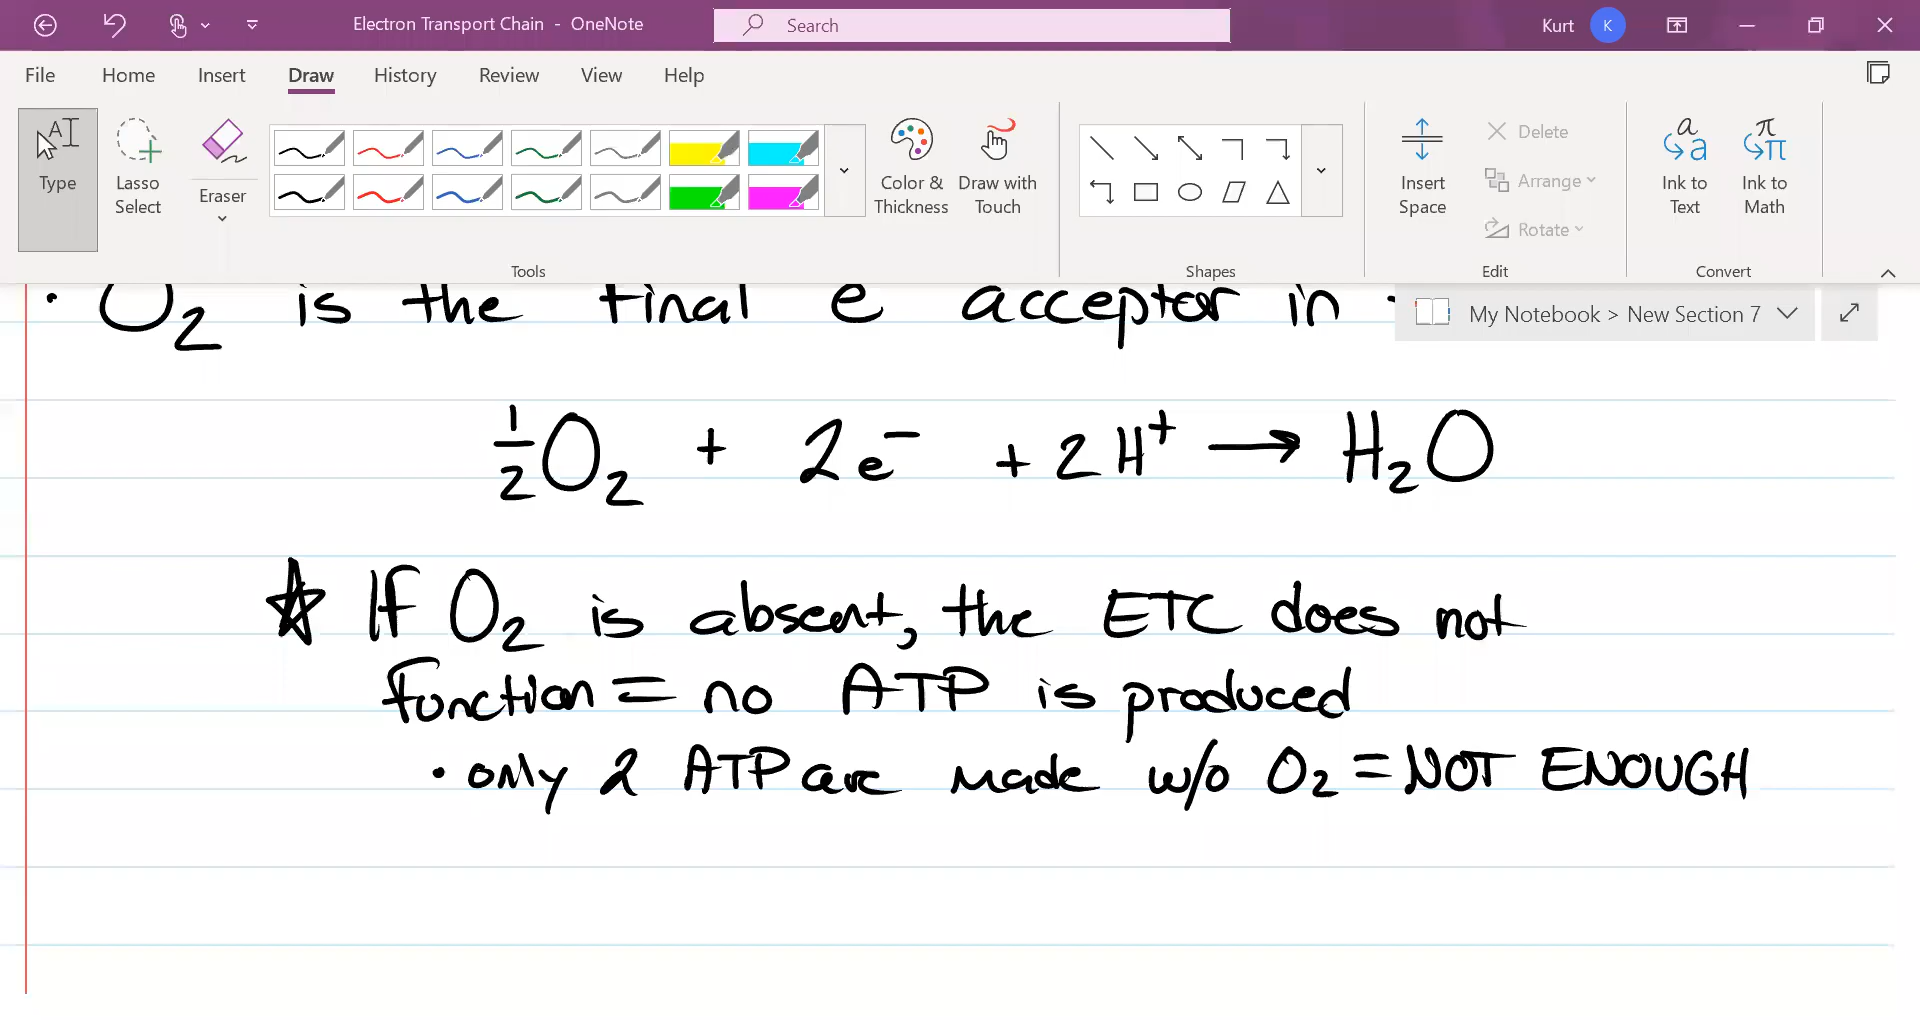 Electron Transport Chain - OneNote
Search
Kurt
K
File Home Insert Draw History Review View Help
Type
Lasso Select
Eraser
Color & Thickness
Draw with Touch
Insert Space
Delete
Arrange
Rotate
Ink to Text
Ink to Math
Tools Shapes Edit Convert
My Notebook > New Section 7
· O₂ is the final e acceptor in
½O₂ + 2e⁻ + 2H⁺ → H₂O
☆ If O₂ is absent, the ETC does not
function = no ATP is produced
· only 2 ATP are made w/o O₂ = NOT ENOUGH